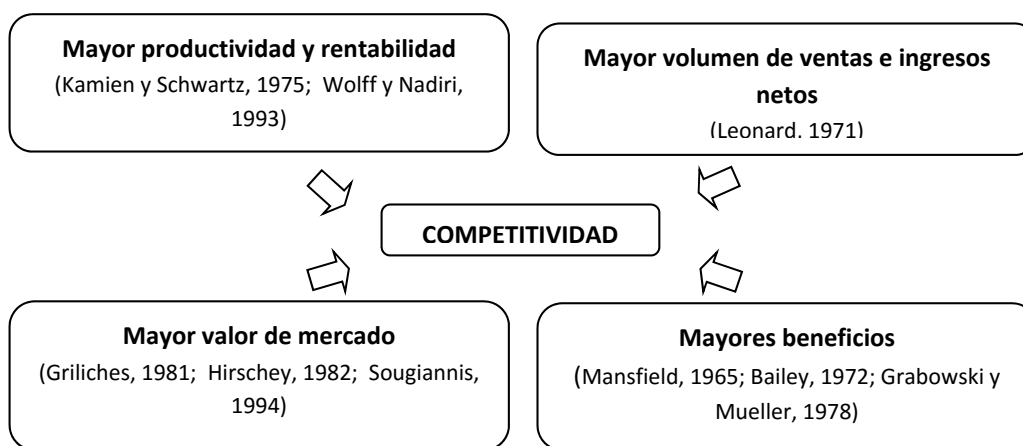 Mayor productividad y rentabilidad
(Kamien y Schwartz, 1975; Wolff y Nadiri,
1993)
Mayor volumen de ventas e ingresos
netos
(Leonard. 1971)
COMPETITIVIDAD
Mayor valor de mercado
(Griliches, 1981; Hirschey, 1982; Sougiannis,
1994)
Mayores beneficios
(Mansfield, 1965; Bailey, 1972; Grabowski y
Mueller, 1978)